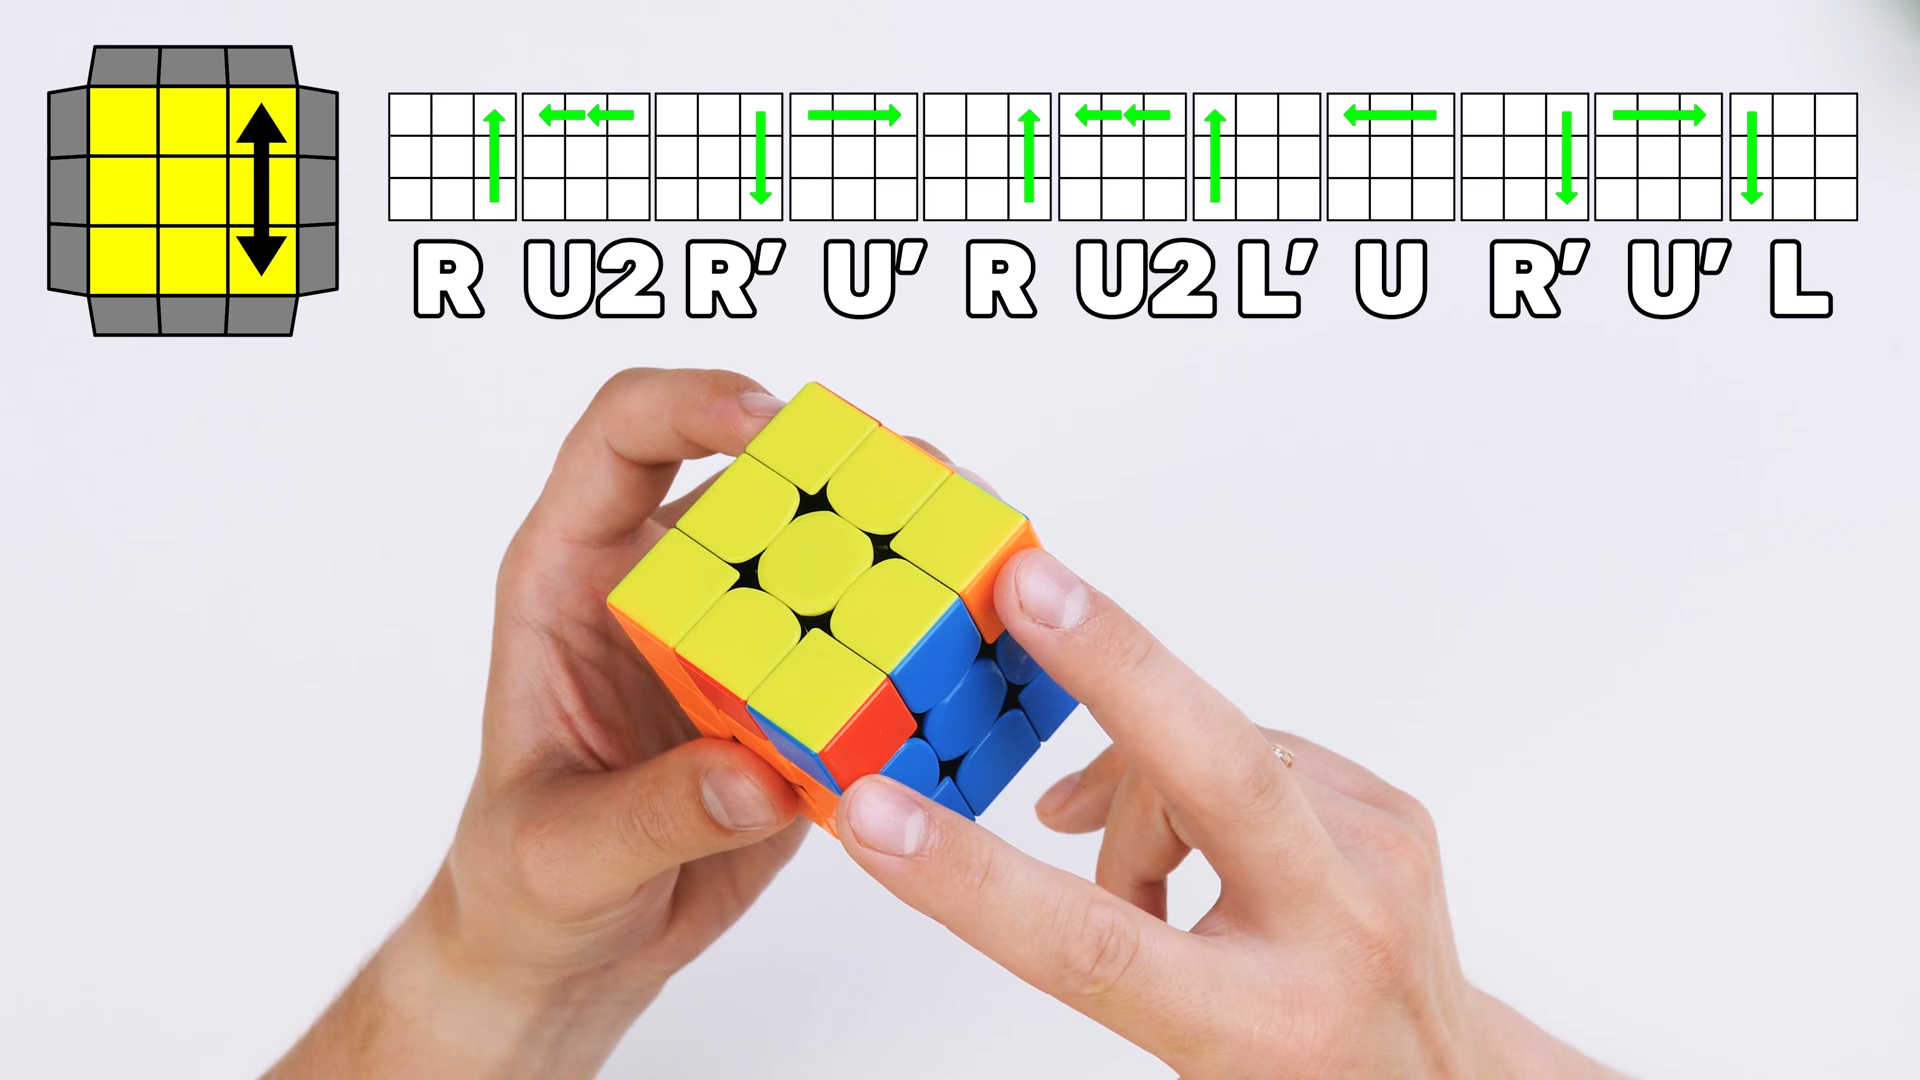 R U2 R′ U′ R U2 L′ U R′ U′ L